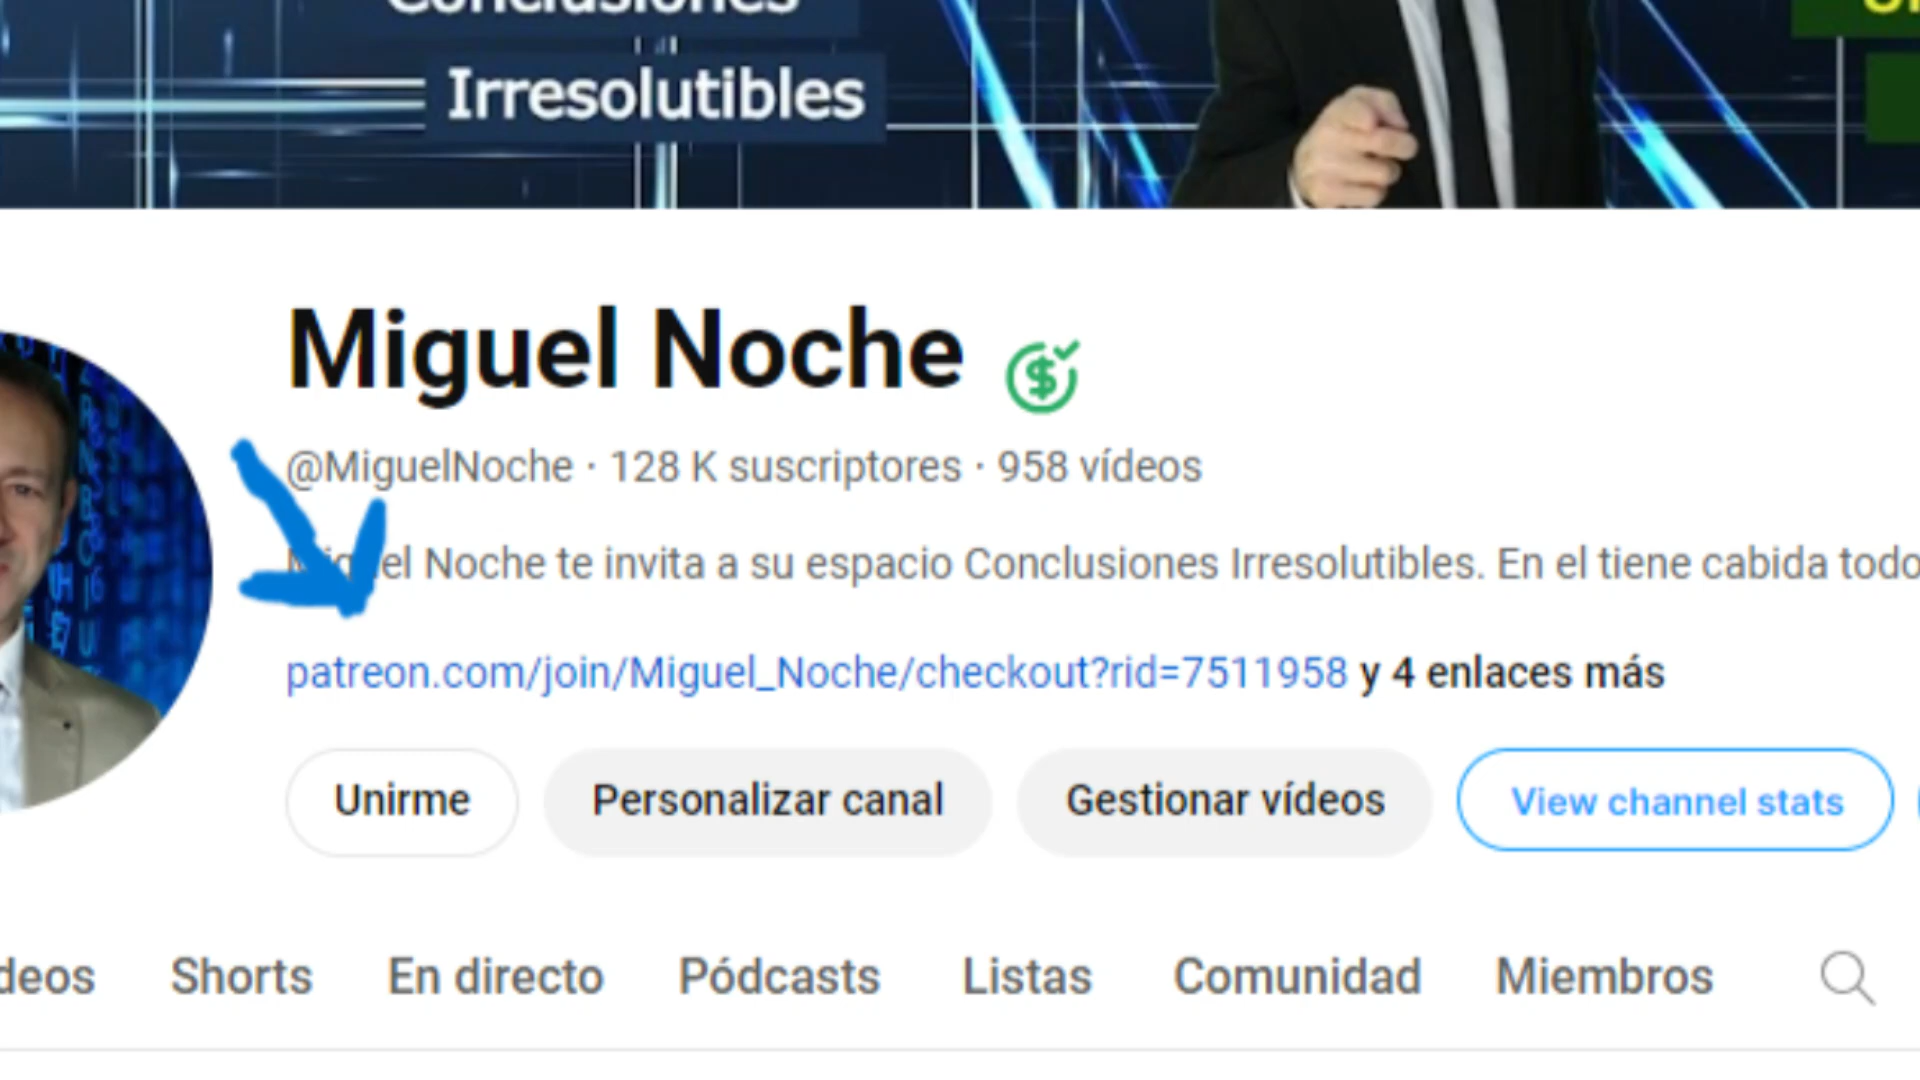 Conclusiones
Irresolutibles
Miguel Noche
@MiguelNoche · 128 K suscriptores · 958 vídeos
Miguel Noche te invita a su espacio Conclusiones Irresolutibles. En el tiene cabida todo
patreon.com/join/Miguel_Noche/checkout?rid=7511958 y 4 enlaces más
Unirme Personalizar canal Gestionar vídeos View channel stats
deos Shorts En directo Pódcasts Listas Comunidad Miembros